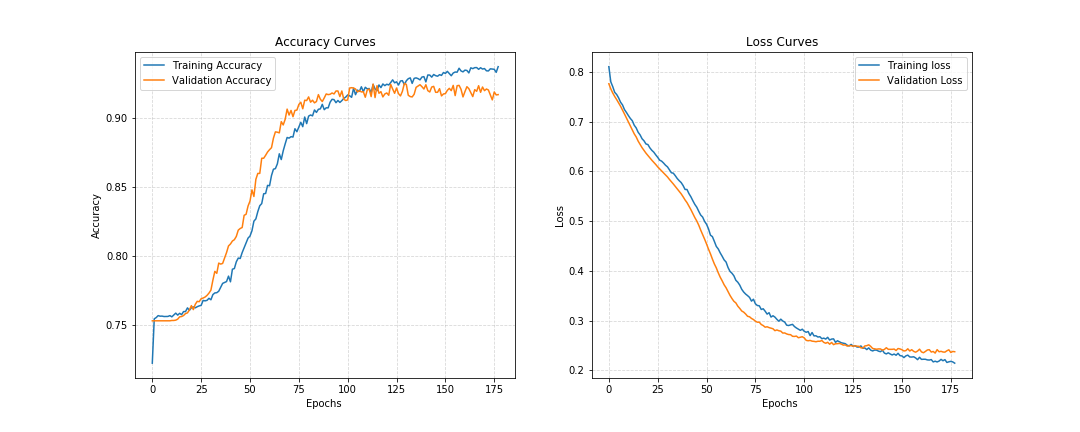 Accuracy Curves
Training Accuracy
Validation Accuracy
0.90
0.85
0.80
0.75
Accuracy
0 25 50 75 100 125 150 175
Epochs
Loss Curves
Training loss
Validation Loss
0.8
0.7
0.6
0.5
0.4
0.3
0.2
Loss
0 25 50 75 100 125 150 175
Epochs